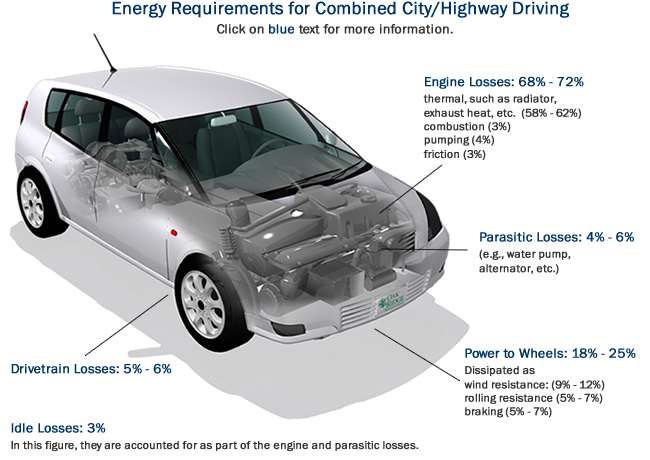 Energy Requirements for Combined City/Highway Driving
Click on blue text for more information.
Engine Losses: 68% - 72%
thermal, such as radiator,
exhaust heat, etc. (58% - 62%)
combustion (3%)
pumping (4%)
friction (3%)
Parasitic Losses: 4% - 6%
(e.g., water pump,
alternator, etc.)
Power to Wheels: 18% - 25%
Dissipated as
wind resistance: (9% - 12%)
rolling resistance (5% - 7%)
braking (5% - 7%)
Drivetrain Losses: 5% - 6%
Idle Losses: 3%
In this figure, they are accounted for as part of the engine and parasitic losses.
OAK
RIDGE